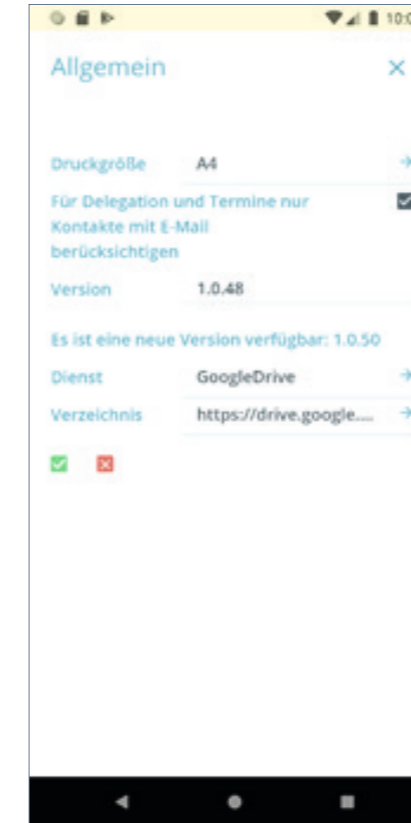 10:0
Allgemein
Druckgröße A4
Für Delegation und Termine nur
Kontakte mit E-Mail
berücksichtigen
Version 1.0.48
Es ist eine neue Version verfügbar: 1.0.50
Dienst GoogleDrive
Verzeichnis https://drive.google....